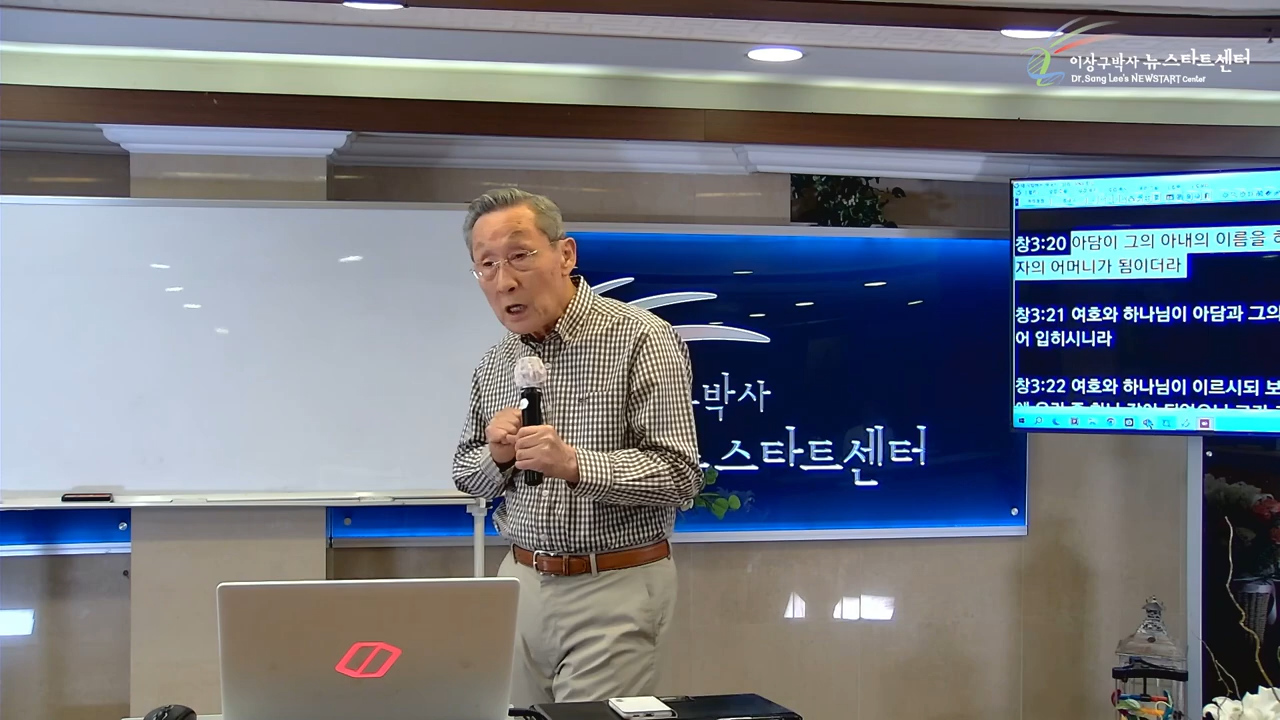 이상구박사 뉴스타트센터
Dr. Sang Lee's NEWSTART Center
창3:20 아담이 그의 아내의 이름을
자의 어머니가 됨이더라
창3:21 여호와 하나님이 아담과 그의
어 입히시니라
창3:22 여호와 하나님이 이르시되 보
박사
스타트센터